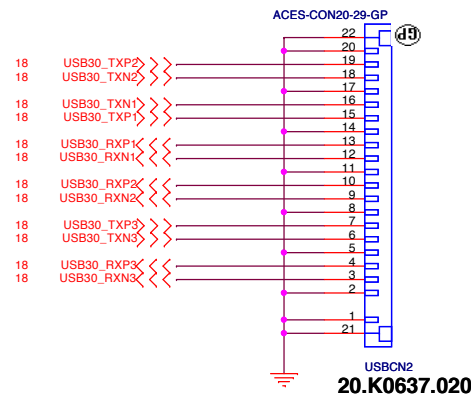 ACES-CON20-29-GP
22
GP
20
18 USB30_TXP2 19
18 USB30_TXN2 18
17
18 USB30_TXN1 16
18 USB30_TXP1 15
14
18 USB30_RXP1 13
18 USB30_RXN1 12
11
18 USB30_RXP2 10
18 USB30_RXN2 9
8
18 USB30_TXP3 7
18 USB30_TXN3 6
5
18 USB30_RXP3 4
18 USB30_RXN3 3
2
1
21
USBCN2
20.K0637.020